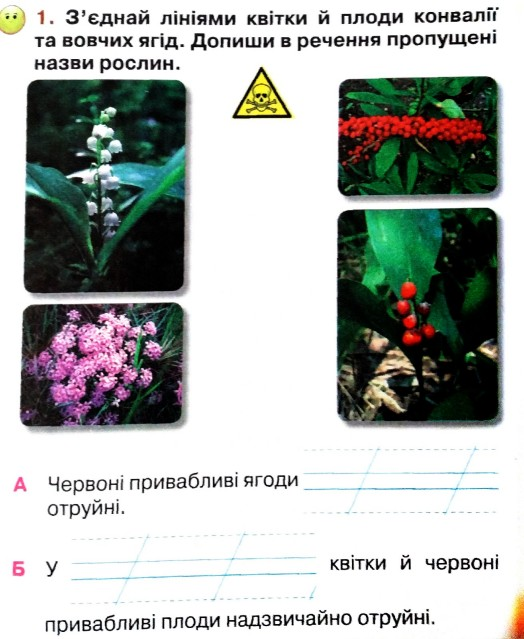 1. З’єднай лініями квітки й плоди конвалії
та вовчих ягід. Допиши в речення пропущені
назви рослин.
А Червоні привабливі ягоди
отруйні.
Б У квітки й червоні
привабливі плоди надзвичайно отруйні.